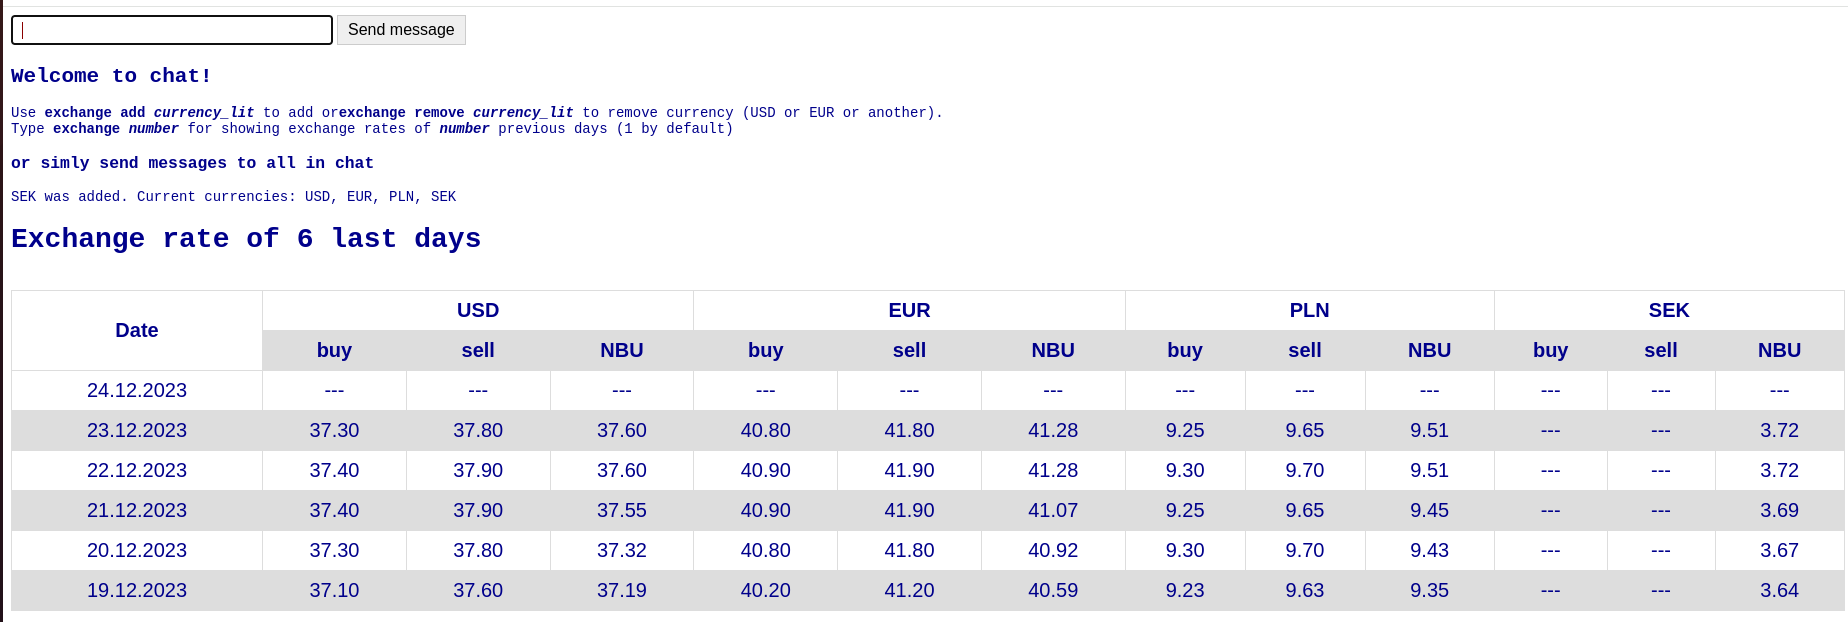 Send message
Welcome to chat!
Use exchange add currency_lit to add orexchange remove currency_lit to remove currency (USD or EUR or another).
Type exchange number for showing exchange rates of number previous days (1 by default)
or simly send messages to all in chat
SEK was added. Current currencies: USD, EUR, PLN, SEK
Exchange rate of 6 last days
Date USD EUR PLN SEK
buy sell NBU buy sell NBU buy sell NBU buy sell NBU
24.12.2023 --- --- --- --- --- --- --- --- --- --- --- ---
23.12.2023 37.30 37.80 37.60 40.80 41.80 41.28 9.25 9.65 9.51 --- --- 3.72
22.12.2023 37.40 37.90 37.60 40.90 41.90 41.28 9.30 9.70 9.51 --- --- 3.72
21.12.2023 37.40 37.90 37.55 40.90 41.90 41.07 9.25 9.65 9.45 --- --- 3.69
20.12.2023 37.30 37.80 37.32 40.80 41.80 40.92 9.30 9.70 9.43 --- --- 3.67
19.12.2023 37.10 37.60 37.19 40.20 41.20 40.59 9.23 9.63 9.35 --- --- 3.64